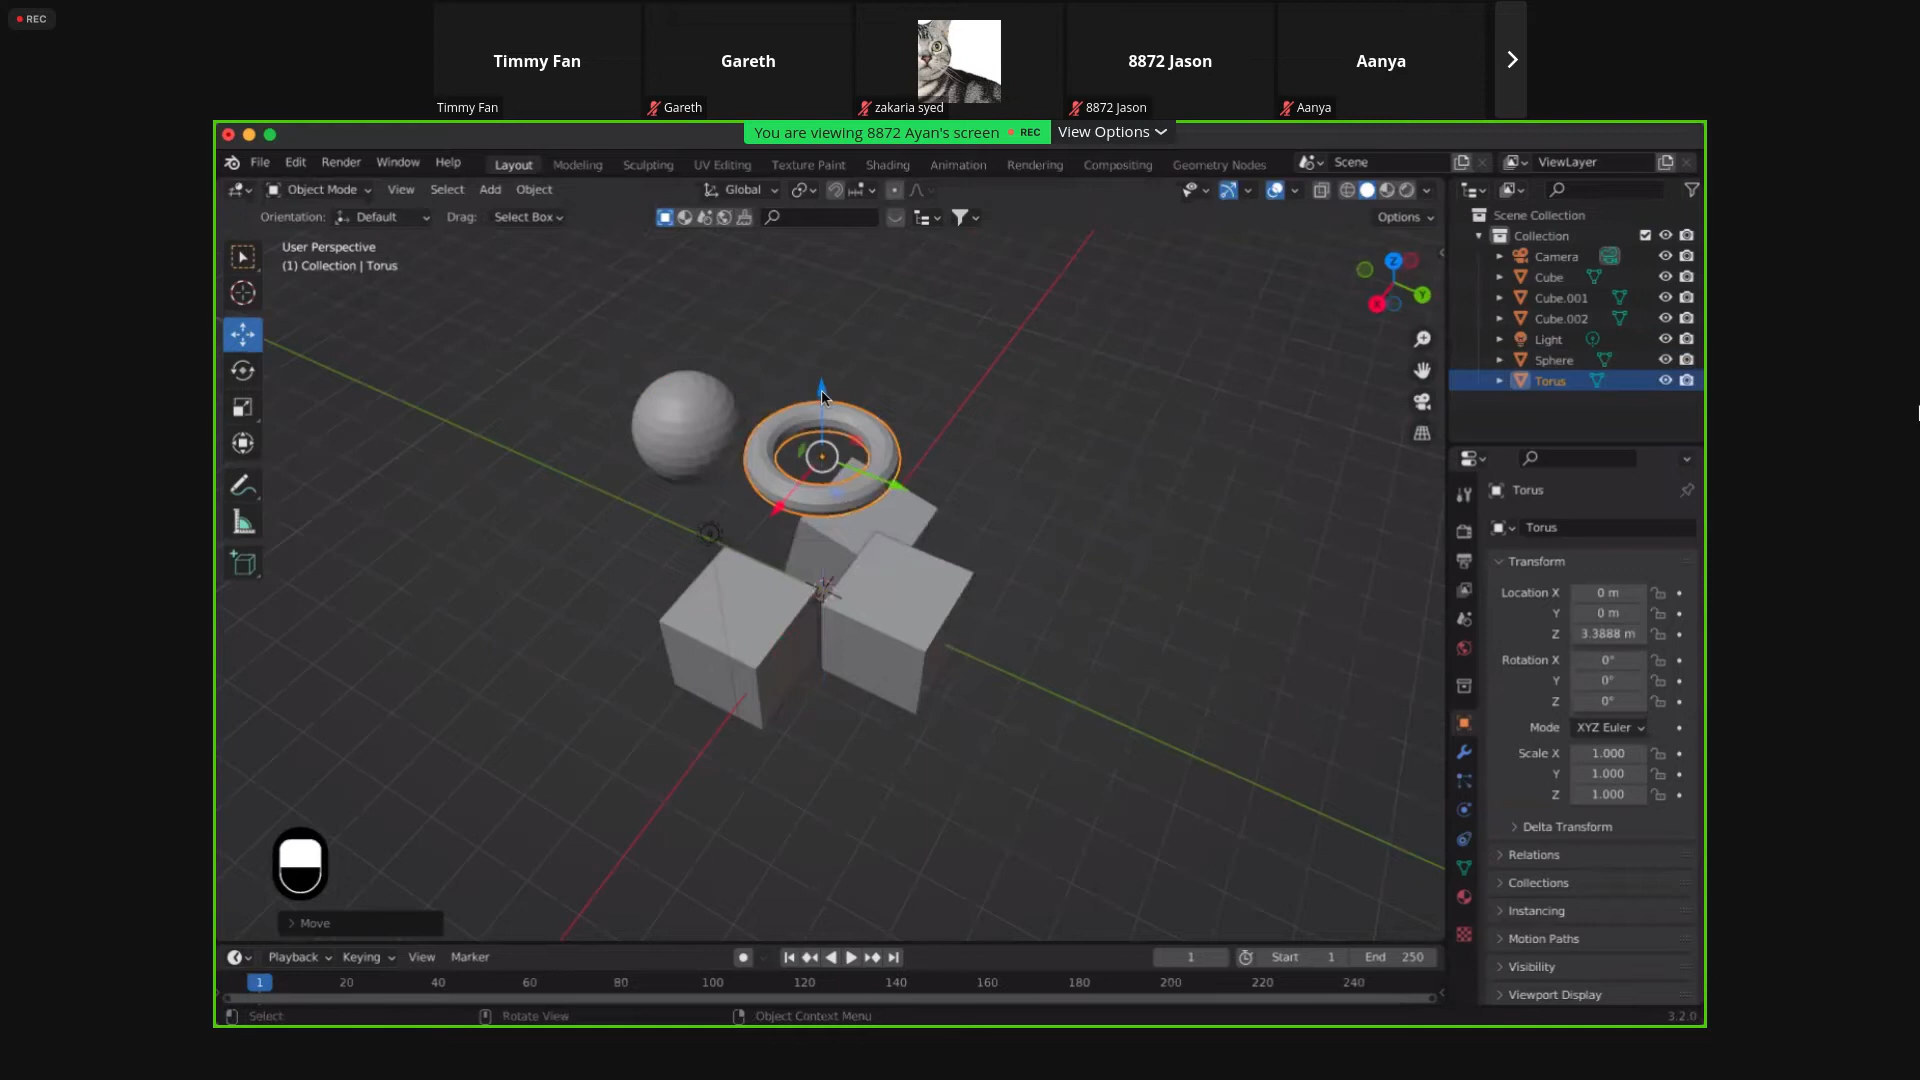 REC
Timmy Fan
Gareth
8872 Jason
Aanya
Timmy Fan
Gareth
zakaria syed
8872 Jason
Aanya
You are viewing 8872 Ayan's screen REC View Options
File Edit Render Window Help Layout Modeling Sculpting UV Editing Texture Paint Shading Animation Rendering Compositing Geometry Nodes Scene ViewLayer
Object Mode View Select Add Object Global
Orientation: Default Drag: Select Box Options
User Perspective
(1) Collection | Torus
Z
Y
X
Scene Collection
Collection
Camera
Cube
Cube.001
Cube.002
Light
Sphere
Torus
Torus
Torus
Transform
Location X 0 m
Y 0 m
Z 3.3888 m
Rotation X 0°
Y 0°
Z 0°
Mode XYZ Euler
Scale X 1.000
Y 1.000
Z 1.000
Delta Transform
Relations
Collections
Instancing
Motion Paths
Visibility
Viewport Display
Move
Playback Keying View Marker 1 Start 1 End 250
1 20 40 60 80 100 120 140 160 180 200 220 240
Select Rotate View Object Context Menu 3.2.0